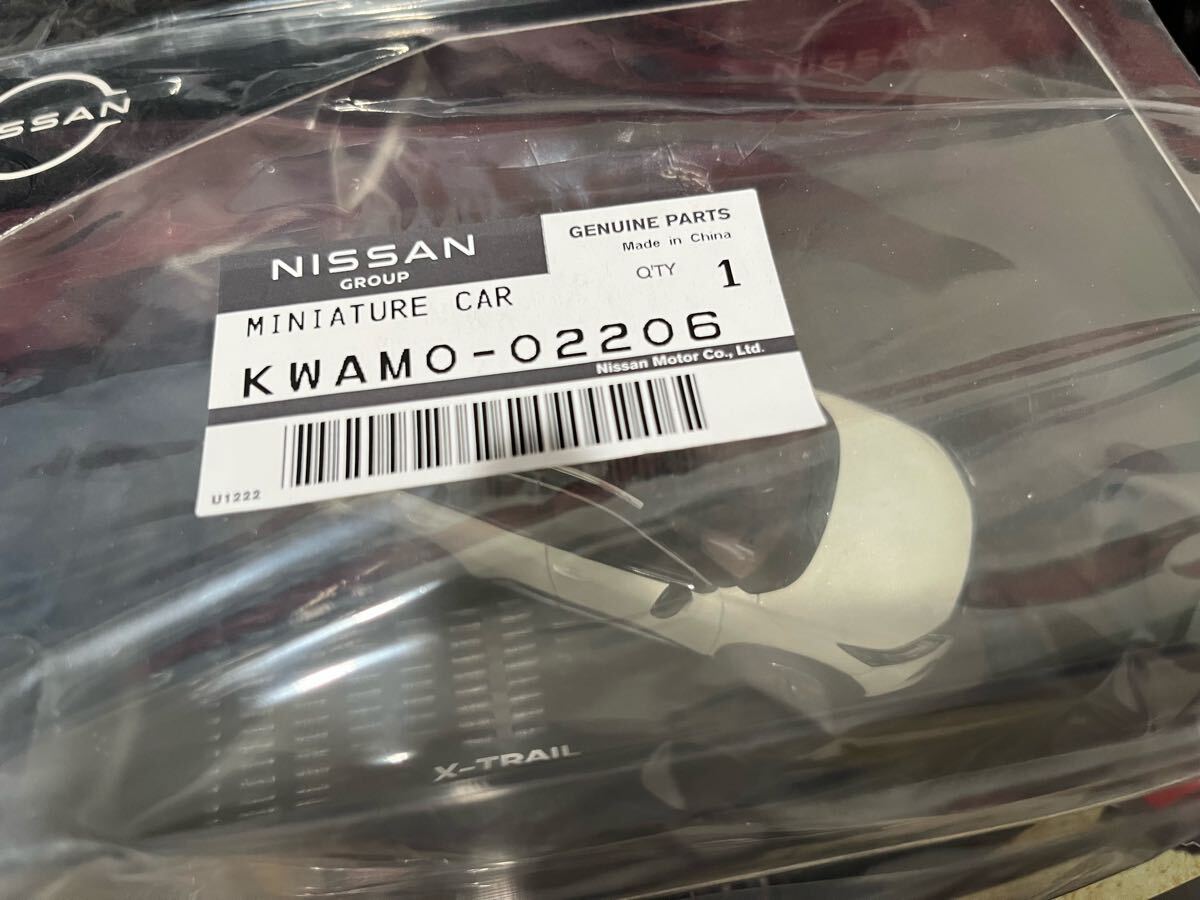 NISSAN
NISSAN
NISSAN
GROUP
GENUINE PARTS
Made in China
Q'TY 1
MINIATURE CAR
KWAM0-02206
Nissan Motor Co., Ltd.
U1222
X-TRAIL